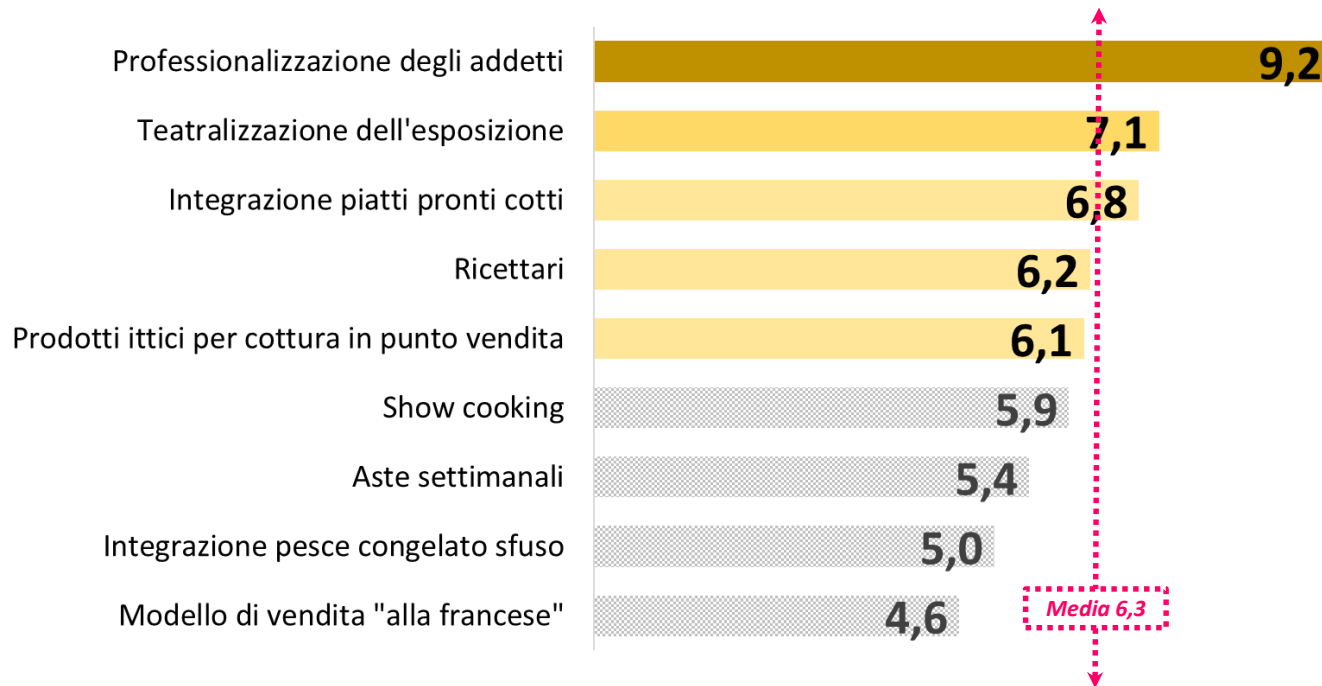 Professionalizzazione degli addetti 9,2
Teatralizzazione dell'esposizione 7,1
Integrazione piatti pronti cotti 6,8
Ricettari 6,2
Prodotti ittici per cottura in punto vendita 6,1
Show cooking 5,9
Aste settimanali 5,4
Integrazione pesce congelato sfuso 5,0
Modello di vendita "alla francese" 4,6
Media 6,3